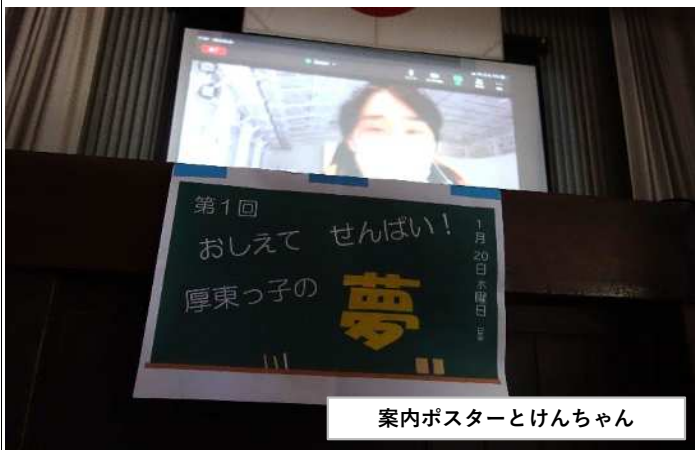 第1回
おしえて せんぱい!
厚東っ子の
夢
1月20日水曜日
案内ポスターとけんちゃん